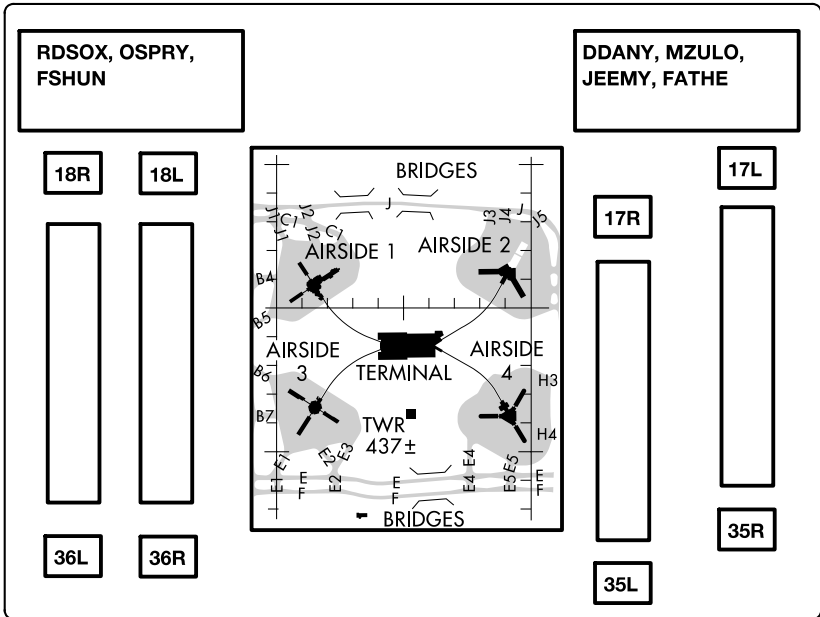 RDSOX, OSPRY,
FSHUN
DDANY, MZULO,
JEEMY, FATHE
18R
18L
17L
17R
BRIDGES
J
J1
J1
J2
J2
C1
C1
J3
J4
J
J5
AIRSIDE 1
AIRSIDE 2
B4
B5
AIRSIDE
3
AIRSIDE
4
TERMINAL
B6
B7
H3
H4
TWR
437±
E1
E1
E2
E2
E3
E
F
E
F
E4
E4
E5
E5
E
F
BRIDGES
36L
36R
35L
35R